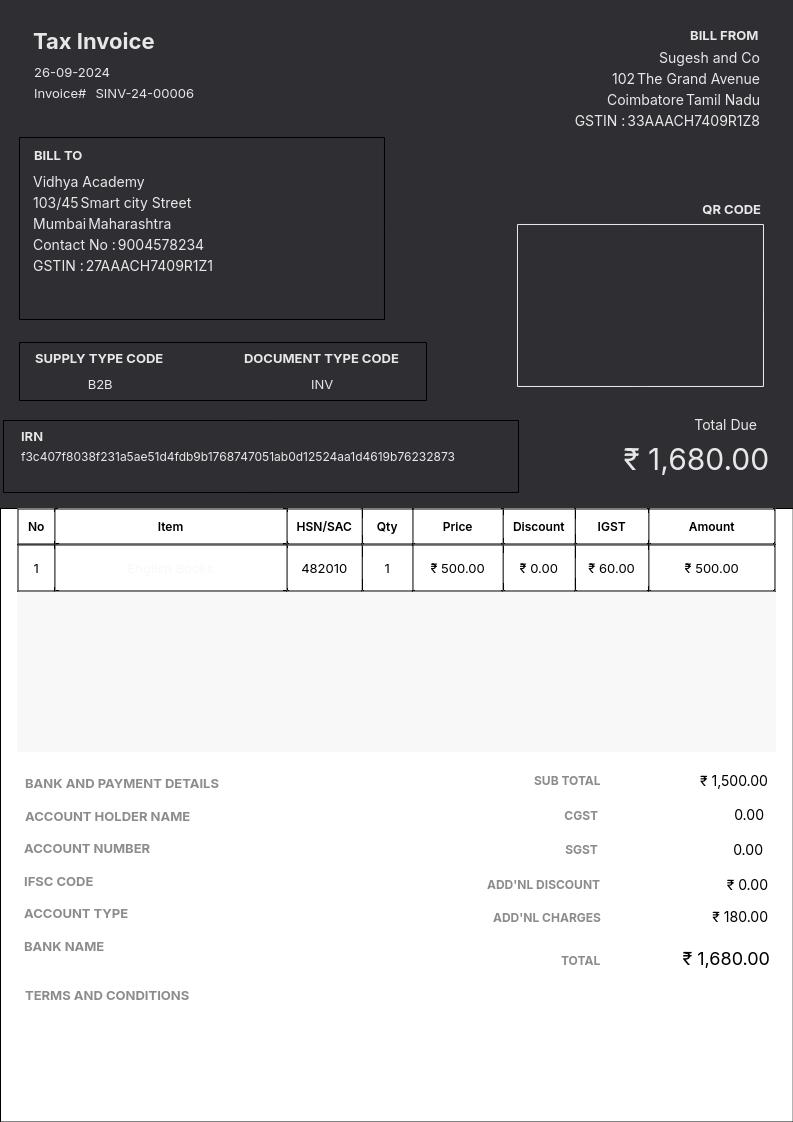 Tax Invoice
26-09-2024
Invoice# SINV-24-00006
BILL FROM
Sugesh and Co
102 The Grand Avenue
Coimbatore Tamil Nadu
GSTIN : 33AAACH7409R1Z8
BILL TO
Vidhya Academy
103/45 Smart city Street
Mumbai Maharashtra
Contact No : 9004578234
GSTIN : 27AAACH7409R1Z1
QR CODE
SUPPLY TYPE CODE DOCUMENT TYPE CODE
B2B INV
IRN
f3c407f8038f231a5ae51d4fdb9b1768747051ab0d12524aa1d4619b76232873
Total Due
₹ 1,680.00
No Item HSN/SAC Qty Price Discount IGST Amount
1 English Books 482010 1 ₹ 500.00 ₹ 0.00 ₹ 60.00 ₹ 500.00
BANK AND PAYMENT DETAILS
ACCOUNT HOLDER NAME
ACCOUNT NUMBER
IFSC CODE
ACCOUNT TYPE
BANK NAME
TERMS AND CONDITIONS
SUB TOTAL ₹ 1,500.00
CGST 0.00
SGST 0.00
ADD'NL DISCOUNT ₹ 0.00
ADD'NL CHARGES ₹ 180.00
TOTAL ₹ 1,680.00